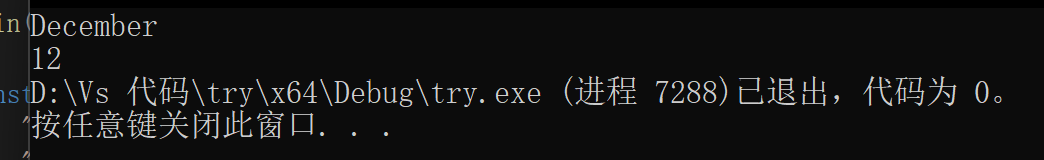 December
12
D:\Vs 代码\try\x64\Debug\try.exe (进程 7288)已退出，代码为 0。
按任意键关闭此窗口. . .